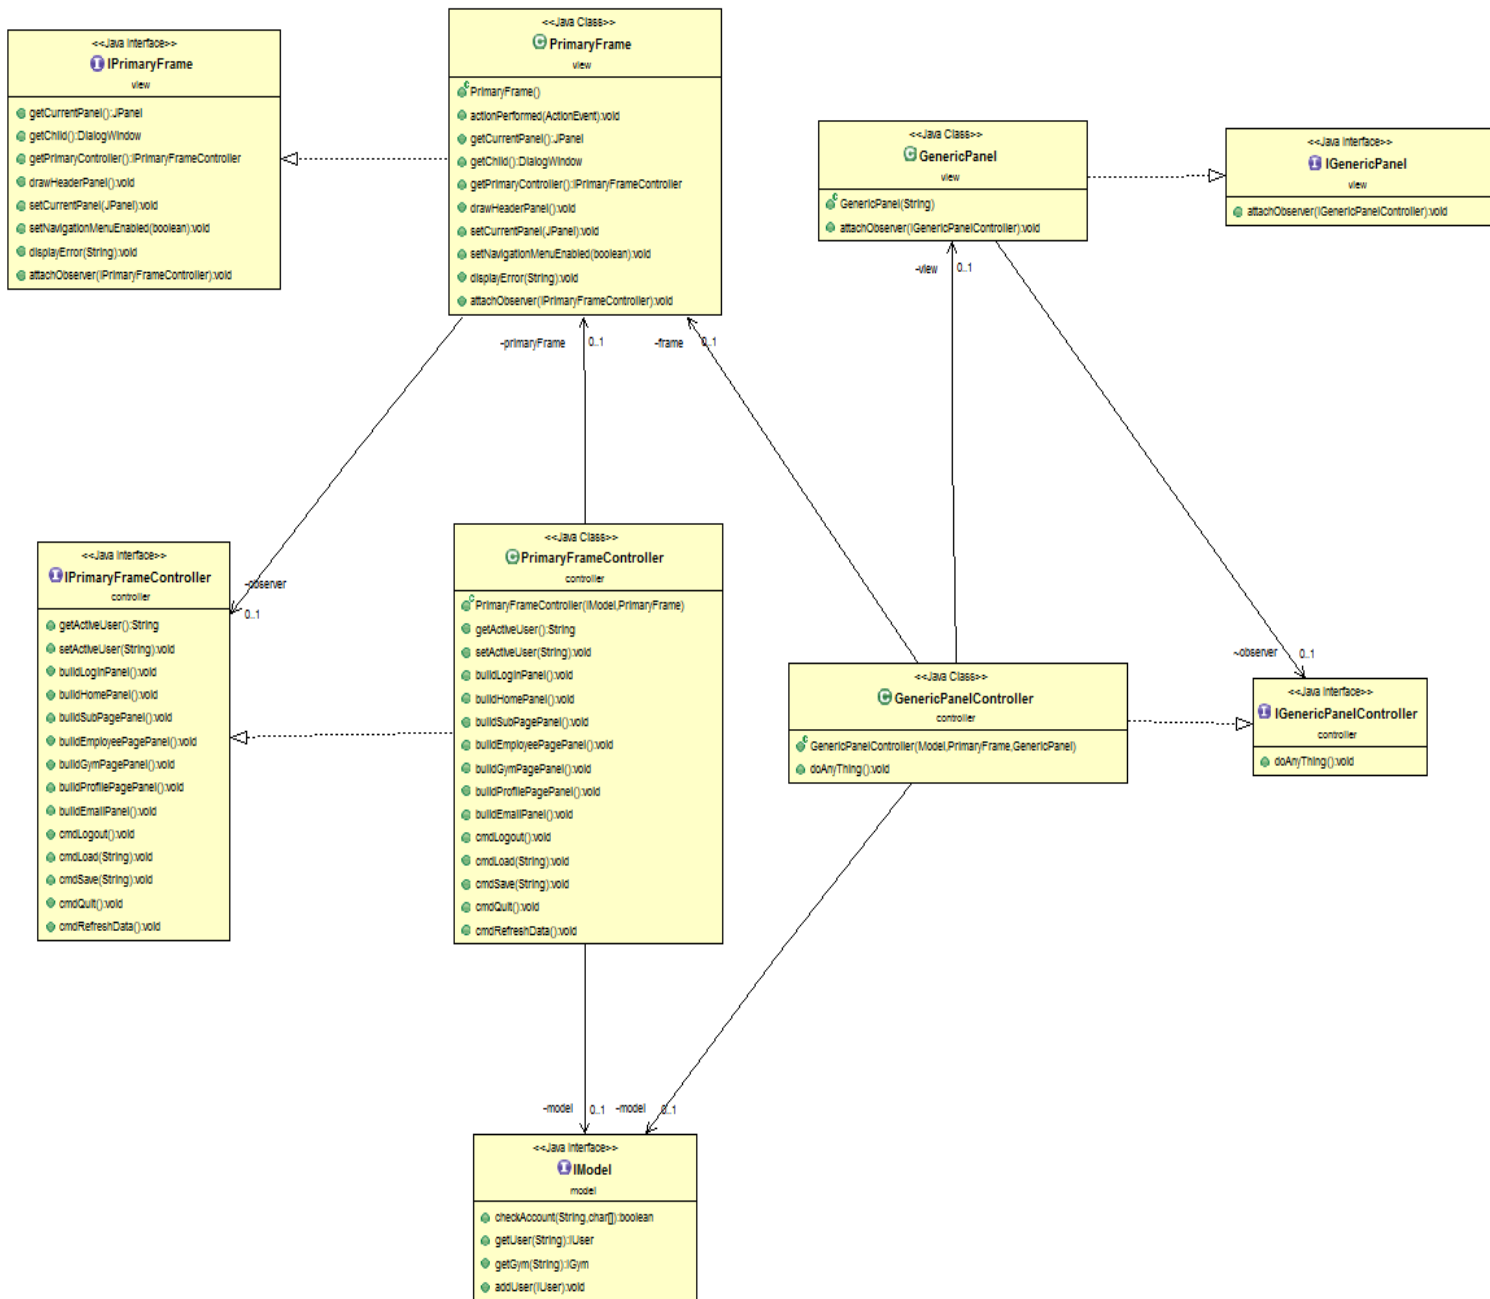 <<Java Interface>>
IPrimaryFrame
view
getCurrentPanel():JPanel
getChild():DialogWindow
getPrimaryController():IPrimaryFrameController
drawHeaderPanel():void
setCurrentPanel(JPanel):void
setNavigationMenuEnabled(boolean):void
displayError(String):void
attachObserver(IPrimaryFrameController):void
<<Java Class>>
PrimaryFrame
view
PrimaryFrame()
actionPerformed(ActionEvent):void
getCurrentPanel():JPanel
getChild():DialogWindow
getPrimaryController():IPrimaryFrameController
drawHeaderPanel():void
setCurrentPanel(JPanel):void
setNavigationMenuEnabled(boolean):void
displayError(String):void
attachObserver(IPrimaryFrameController):void
<<Java Class>>
GenericPanel
view
GenericPanel(String)
attachObserver(IGenericPanelController):void
<<Java Interface>>
IGenericPanel
view
attachObserver(IGenericPanelController):void
-view
0..1
-primaryFrame
0..1
-frame
0..1
-observer
0..1
~observer
0..1
<<Java Interface>>
IPrimaryFrameController
controller
getActiveUser():String
setActiveUser(String):void
buildLoginPanel():void
buildHomePanel():void
buildSubPagePanel():void
buildEmployeePagePanel():void
buildGymPagePanel():void
buildProfilePagePanel():void
buildEmailPanel():void
cmdLogout():void
cmdLoad(String):void
cmdSave(String):void
cmdQuit():void
cmdRefreshData():void
<<Java Class>>
PrimaryFrameController
controller
PrimaryFrameController(IModel,PrimaryFrame)
getActiveUser():String
setActiveUser(String):void
buildLoginPanel():void
buildHomePanel():void
buildSubPagePanel():void
buildEmployeePagePanel():void
buildGymPagePanel():void
buildProfilePagePanel():void
buildEmailPanel():void
cmdLogout():void
cmdLoad(String):void
cmdSave(String):void
cmdQuit():void
cmdRefreshData():void
<<Java Class>>
GenericPanelController
controller
GenericPanelController(Model,PrimaryFrame,GenericPanel)
doAnyThing():void
<<Java Interface>>
IGenericPanelController
controller
doAnyThing():void
-model
0..1
-model
0..1
<<Java Interface>>
IModel
model
checkAccount(String,char[]):boolean
getUser(String):IUser
getGym(String):IGym
addUser(IUser):void